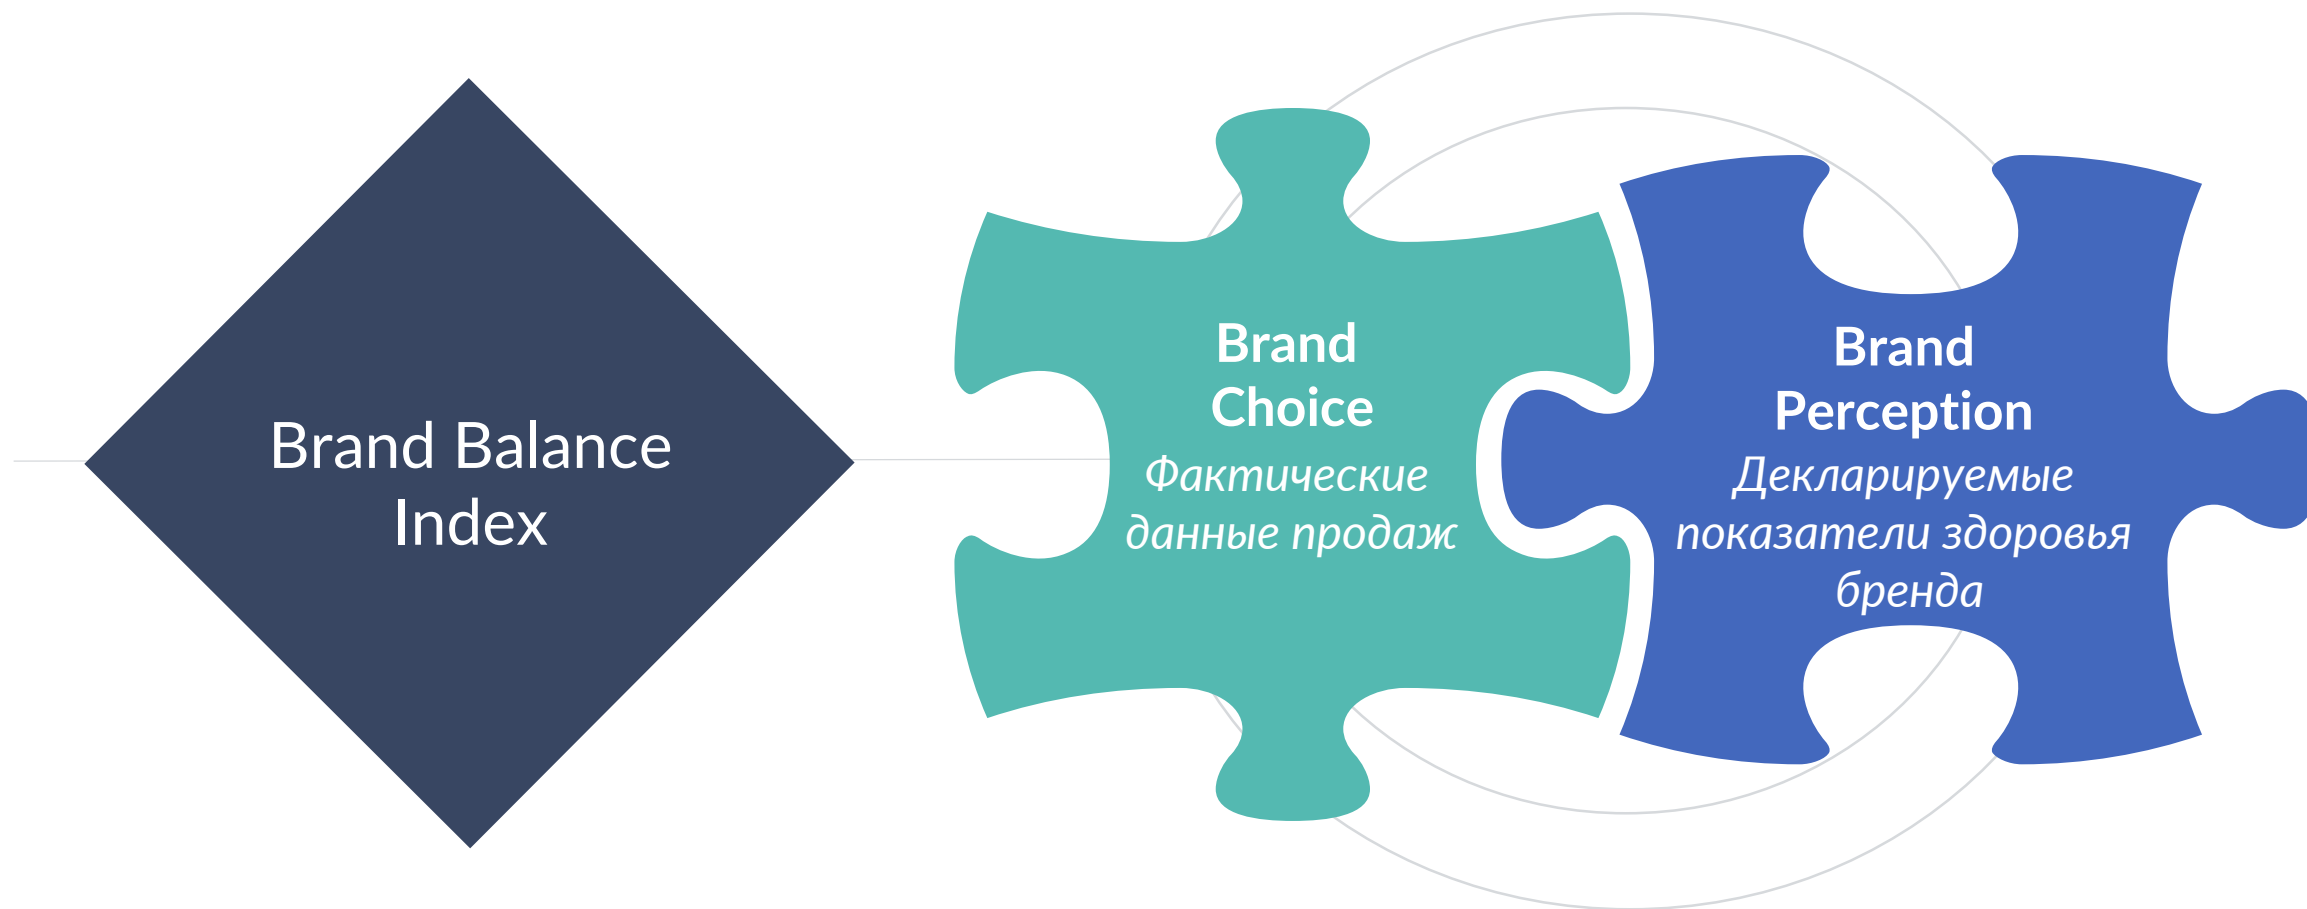 Brand Balance
Index
Brand
Choice
Фактические
данные продаж
Brand
Perception
Декларируемые
показатели здоровья
бренда